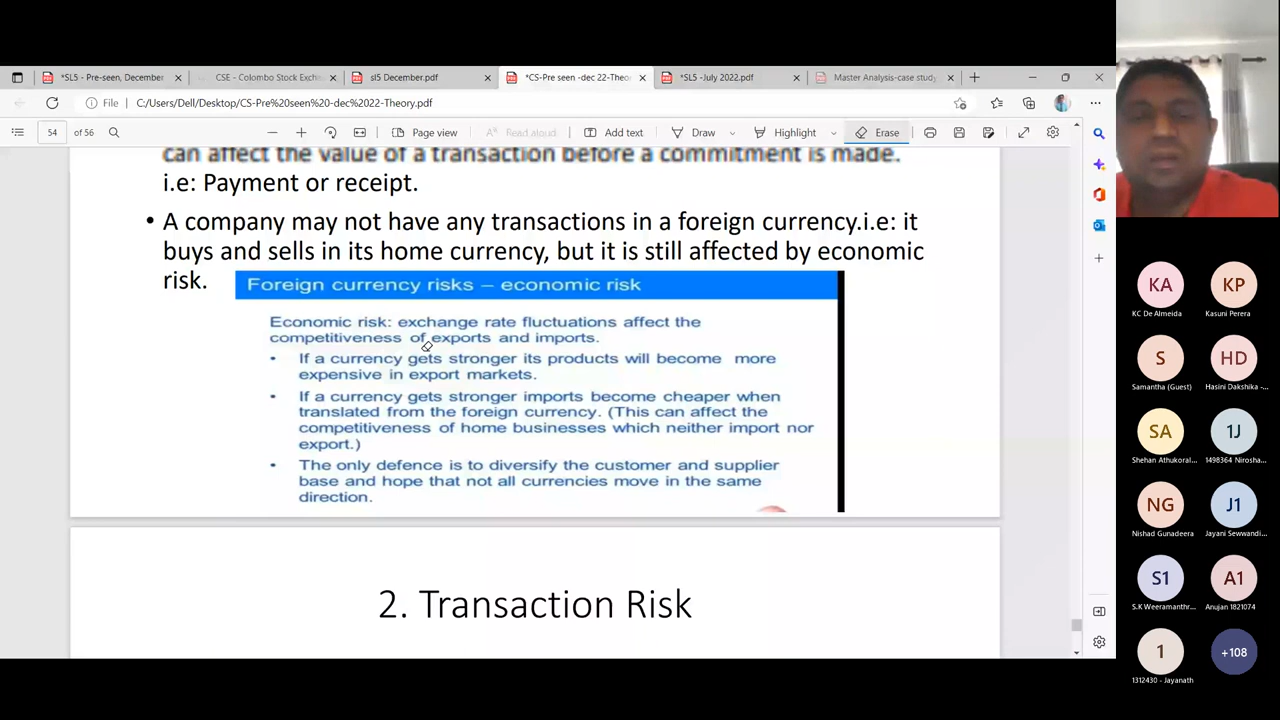 *SL5 - Pre-seen, December
CSE - Colombo Stock Exch
sl5 December.pdf
*CS-Pre seen -dec 22-Theor
*SL5 -July 2022.pdf
Master Analysis-case study
File
C:/Users/Dell/Desktop/CS-Pre%20seen%20-dec%2022-Theory.pdf
54 of 56
Page view
Read aloud
Add text
Draw
Highlight
Erase
can affect the value of a transaction before a commitment is made.
i.e: Payment or receipt.
• A company may not have any transactions in a foreign currency.i.e: it
buys and sells in its home currency, but it is still affected by economic
risk.
Foreign currency risks – economic risk
Economic risk: exchange rate fluctuations affect the
competitiveness of exports and imports.
• If a currency gets stronger its products will become more
expensive in export markets.
• If a currency gets stronger imports become cheaper when
translated from the foreign currency. (This can affect the
competitiveness of home businesses which neither import nor
export.)
• The only defence is to diversify the customer and supplier
base and hope that not all currencies move in the same
direction.
2. Transaction Risk
KA
KP
KC De Almeida
Kasuni Perera
S
HD
Samantha (Guest)
Hasini Dakshika -...
SA
1J
Shehan Athukoral...
1498364 Nirosha...
NG
J1
Nishad Gunadeera
Jayani Sewwandi...
S1
A1
S.K Weeramanthr...
Anujan 1821074
1
+108
1312430 - Jayanath